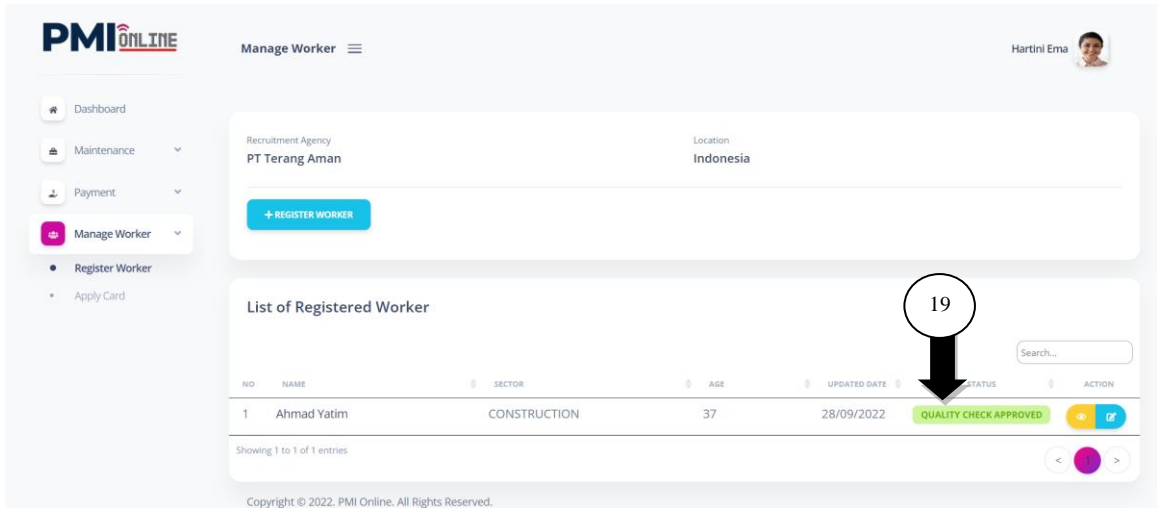 PMI ONLINE
Manage Worker
Hartini Ema
Dashboard
Maintenance
Payment
Manage Worker
Register Worker
Apply Card
Recruitment Agency
Location
PT Terang Aman
Indonesia
+ REGISTER WORKER
List of Registered Worker
19
Search...
NO NAME SECTOR AGE UPDATED DATE STATUS ACTION
1 Ahmad Yatim CONSTRUCTION 37 28/09/2022 QUALITY CHECK APPROVED
Showing 1 to 1 of 1 entries
< 1 >
Copyright © 2022. PMI Online. All Rights Reserved.